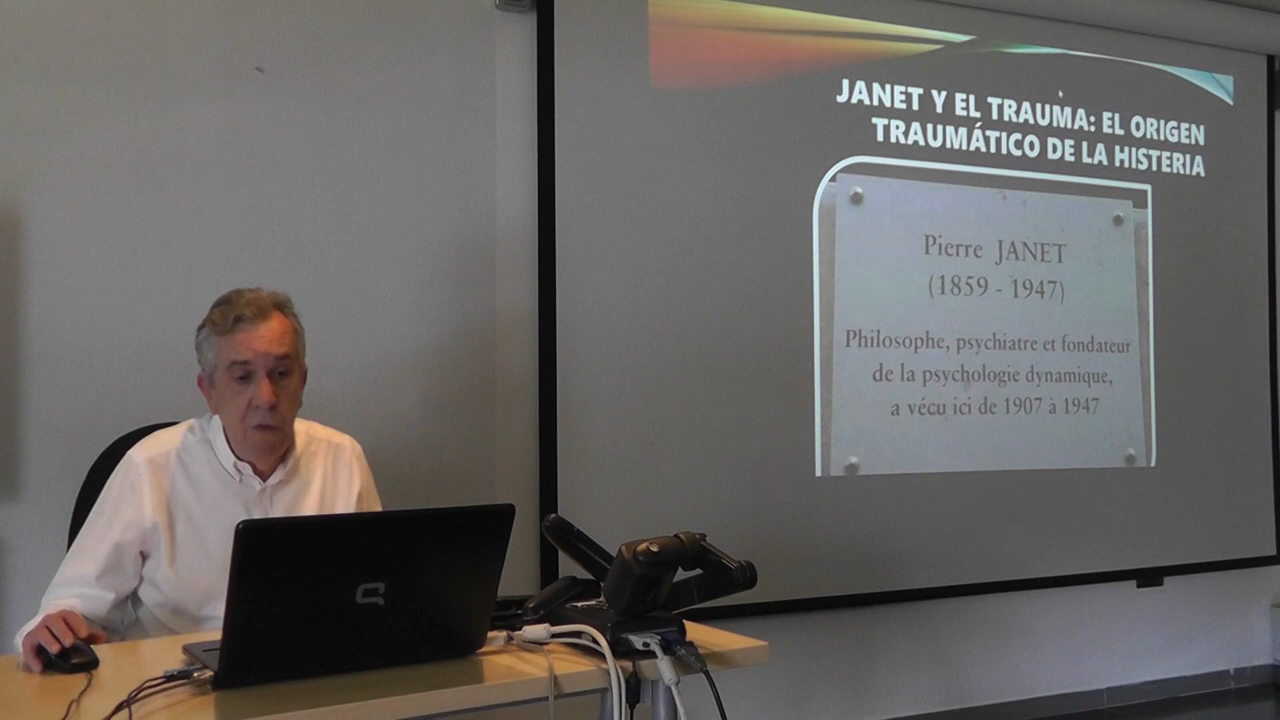 JANET Y EL TRAUMA: EL ORIGEN
TRAUMÁTICO DE LA HISTERIA
Pierre JANET
(1859 - 1947)
Philosophe, psychiatre et fondateur
de la psychologie dynamique,
a vécu ici de 1907 à 1947